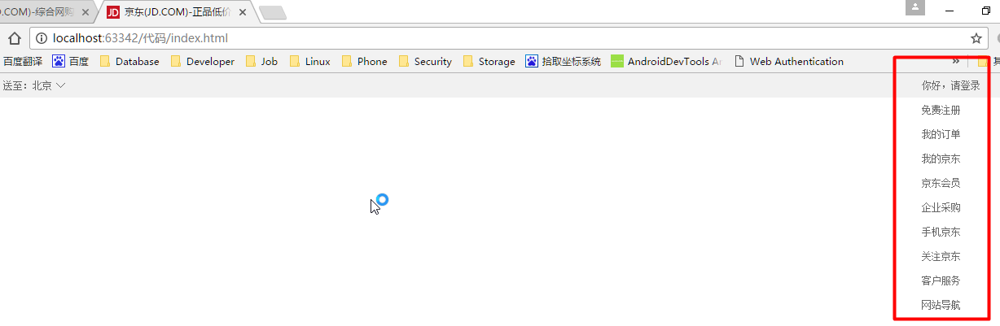 D.COM)-综合网购
JD 京东(JD.COM)-正品低价
localhost:63342/代码/index.html
百度翻译 百度 Database Developer Job Linux Phone Security Storage 拾取坐标系统 AndroidDevTools An Web Authentication »
送至：北京 你好，请登录
免费注册
我的订单
我的京东
京东会员
企业采购
手机京东
关注京东
客户服务
网站导航